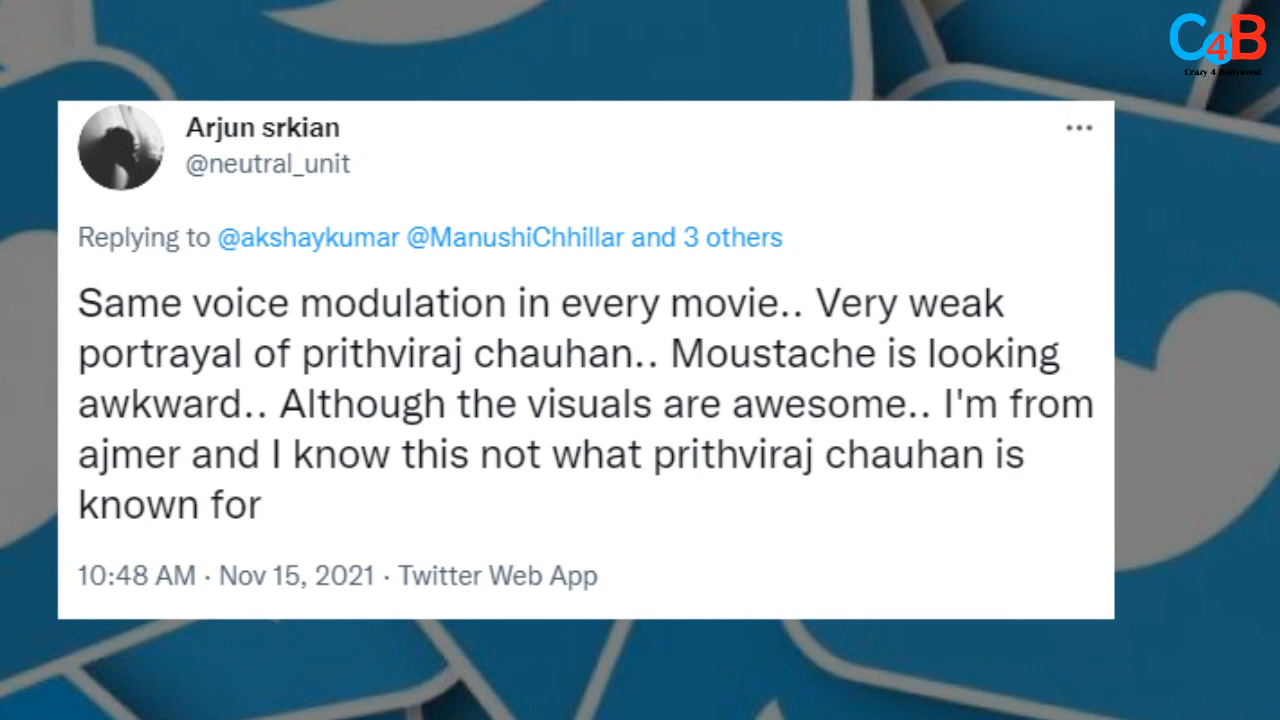 C4B
Crazy 4 Bollywood
Arjun srkian
@neutral_unit
Replying to @akshaykumar @ManushiChhillar and 3 others
Same voice modulation in every movie.. Very weak
portrayal of prithviraj chauhan.. Moustache is looking
awkward.. Although the visuals are awesome.. I'm from
ajmer and I know this not what prithviraj chauhan is
known for
10:48 AM · Nov 15, 2021 · Twitter Web App